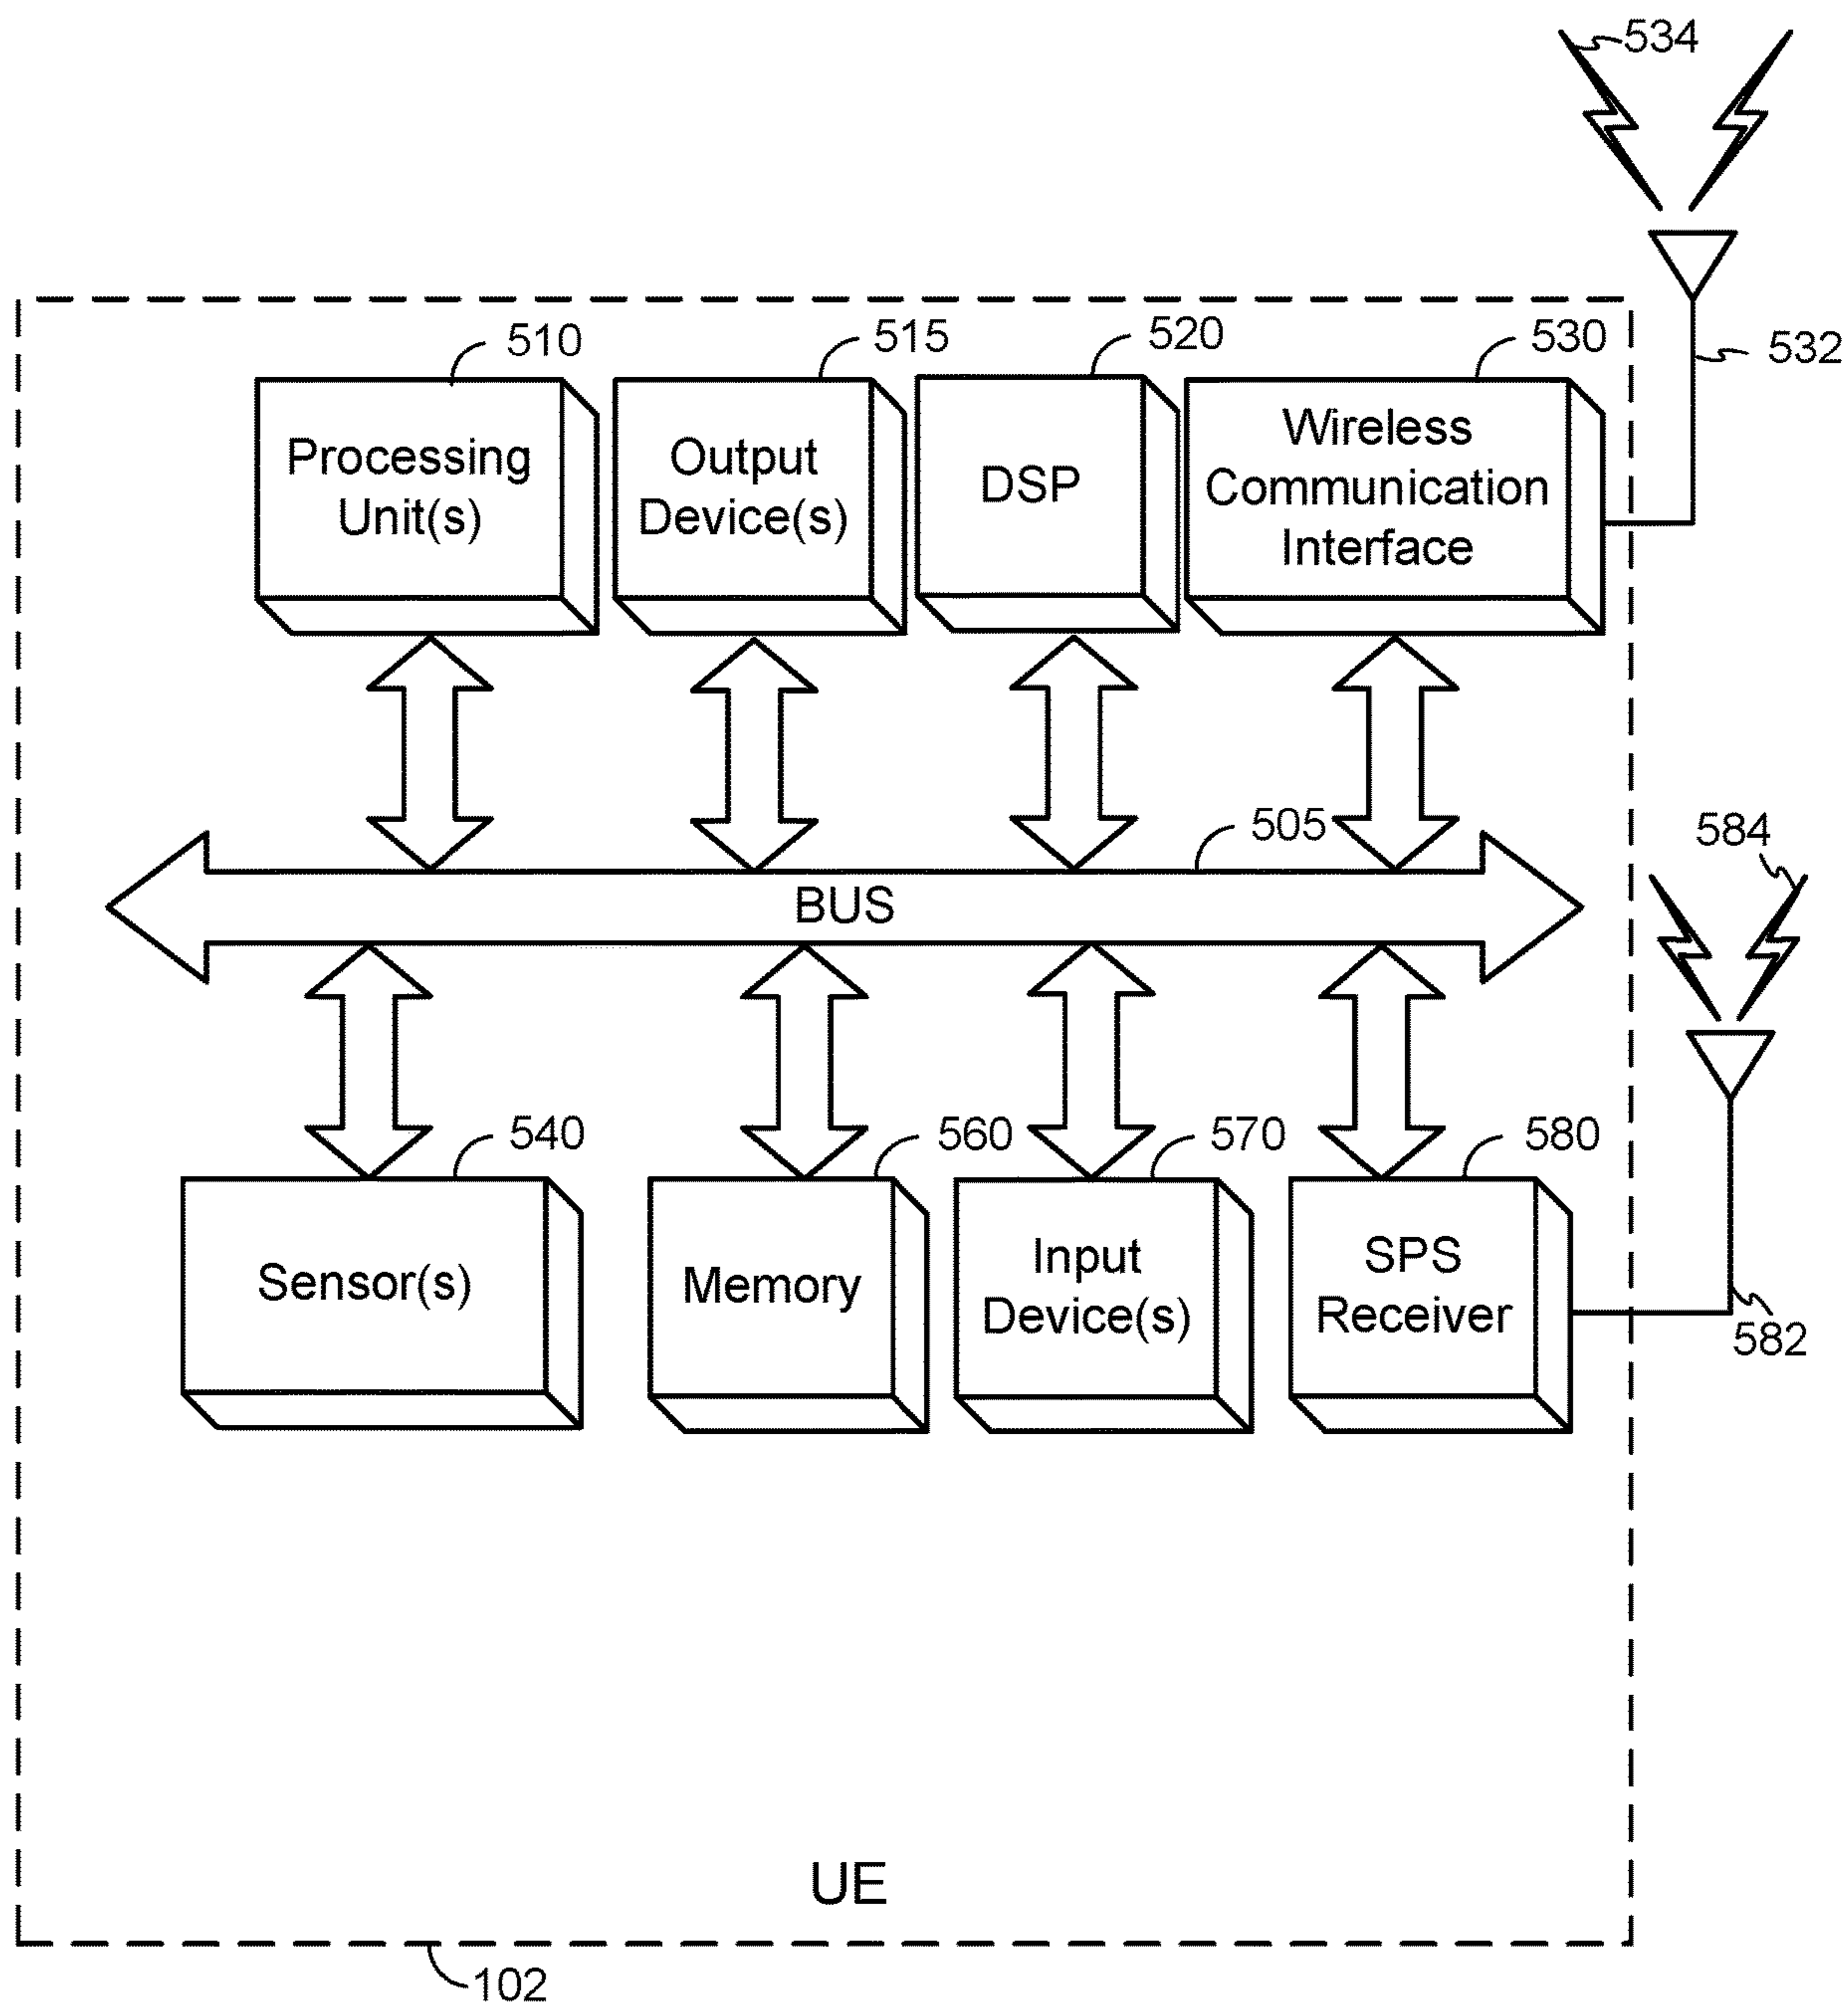 534
510
515
520
530
532
Processing
Unit(s)
Output
Device(s)
DSP
Wireless
Communication
Interface
505
584
BUS
540
560
570
580
Sensor(s)
Memory
Input
Device(s)
SPS
Receiver
582
UE
102